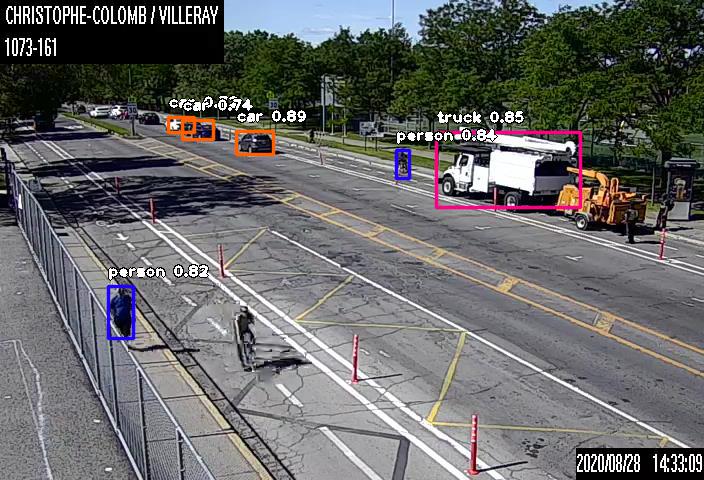 CHRISTOPHE-COLOMB / VILLERAY
1073-161
car 0.74
car 0.89
truck 0.85
person 0.84
person 0.82
2020/08/28 14:33:09